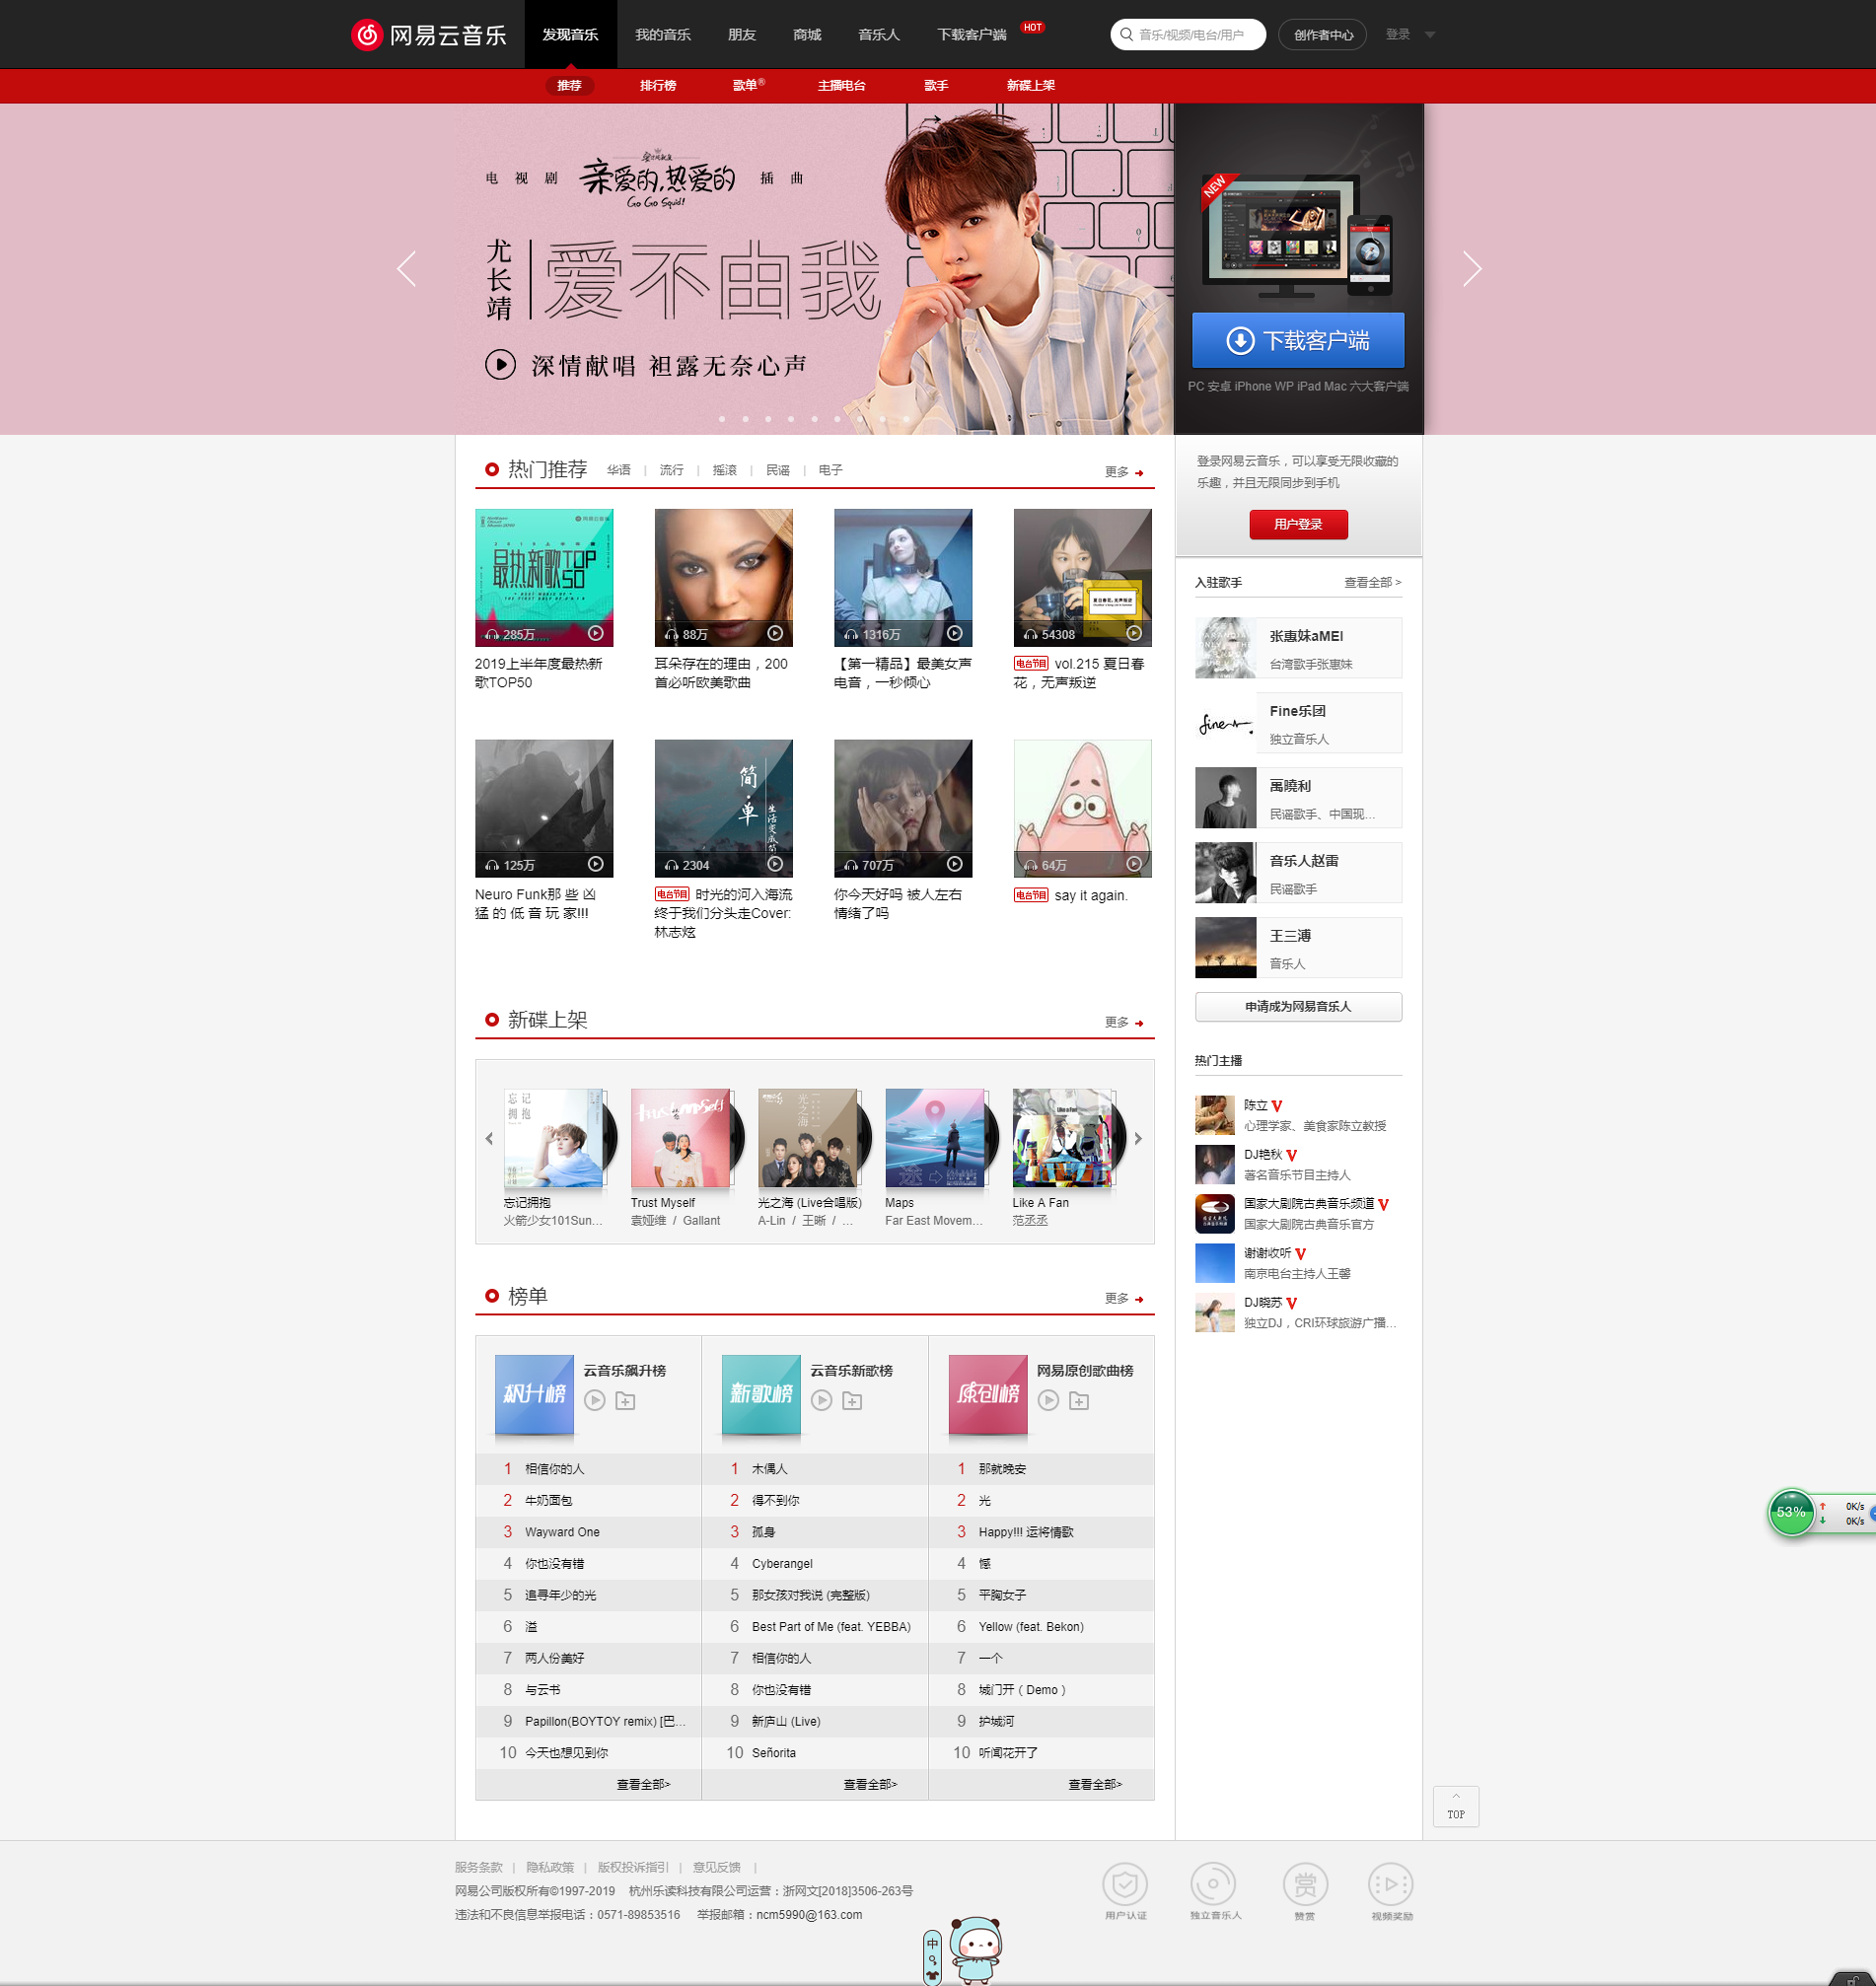 网易云音乐
发现音乐
我的音乐
朋友
商城
音乐人
下载客户端
HOT
音乐/视频/电台/用户
创作者中心
登录
推荐
排行榜
歌单®
主播电台
歌手
新碟上架
电视剧
亲爱的,热爱的
Go Go Squid!
插曲
尤长靖
爱不由我
深情献唱 袒露无奈心声
NEW
下载客户端
PC 安卓 iPhone WP iPad Mac 六大客户端
热门推荐
华语 | 流行 | 摇滚 | 民谣 | 电子
更多
最热新歌TOP50
285万
88万
1316万
54308
2019上半年度最热新
歌TOP50
耳朵存在的理由，200
首必听欧美歌曲
【第一精品】最美女声
电音，一秒倾心
电台节目 vol.215 夏日春
花，无声叛逆
简·单
125万
2304
707万
64万
Neuro Funk那 些 凶
猛 的 低 音 玩 家!!!
电台节目 时光的河入海流
终于我们分头走Cover:
林志炫
你今天好吗 被人左右
情绪了吗
电台节目 say it again.
新碟上架
更多
忘记拥抱
光之海
Like a Fan
忘记拥抱
火箭少女101Sun...
Trust Myself
袁娅维 / Gallant
光之海 (Live合唱版)
A-Lin / 王晰 / ...
Maps
Far East Movem...
Like A Fan
范丞丞
榜单
更多
飙升榜
云音乐飙升榜
1 相信你的人
2 牛奶面包
3 Wayward One
4 你也没有错
5 追寻年少的光
6 溢
7 两人份美好
8 与云书
9 Papillon(BOYTOY remix) [巴...
10 今天也想见到你
查看全部>
新歌榜
云音乐新歌榜
1 木偶人
2 得不到你
3 孤身
4 Cyberangel
5 那女孩对我说 (完整版)
6 Best Part of Me (feat. YEBBA)
7 相信你的人
8 你也没有错
9 新庐山 (Live)
10 Señorita
查看全部>
原创榜
网易原创歌曲榜
1 那就晚安
2 光
3 Happy!!! 运将情歌
4 憾
5 平胸女子
6 Yellow (feat. Bekon)
7 一个
8 城门开（Demo）
9 护城河
10 听闻花开了
查看全部>
登录网易云音乐，可以享受无限收藏的
乐趣，并且无限同步到手机
用户登录
入驻歌手
查看全部 >
张惠妹aMEI
台湾歌手张惠妹
fine
Fine乐团
独立音乐人
萬曉利
民谣歌手、中国现...
音乐人赵雷
民谣歌手
王三溥
音乐人
申请成为网易音乐人
热门主播
陈立 V
心理学家、美食家陈立教授
DJ艳秋 V
著名音乐节目主持人
国家大剧院古典音乐频道 V
国家大剧院古典音乐官方
谢谢收听 V
南京电台主持人王馨
DJ晓苏 V
独立DJ，CRI环球旅游广播...
53%
0K/s
0K/s
TOP
服务条款 | 隐私政策 | 版权投诉指引 | 意见反馈 |
网易公司版权所有©1997-2019 杭州乐读科技有限公司运营：浙网文[2018]3506-263号
违法和不良信息举报电话：0571-89853516 举报邮箱：ncm5990@163.com
用户认证
独立音乐人
赏
赞赏
视频奖励
中